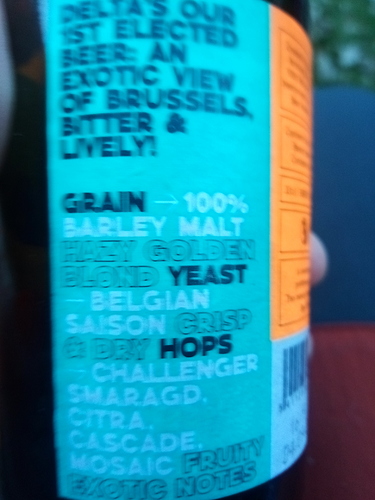 DELTA'S OUR
1ST ELECTED
BEER: AN
EXOTIC VIEW
OF BRUSSELS,
BITTER &
LIVELY!
GRAIN → 100%
BARLEY MALT
HAZY GOLDEN
BLOND YEAST
→ BELGIAN
SAISON CRISP
& DRY HOPS
→ CHALLENGER
SMARAGD,
CITRA,
CASCADE,
MOSAIC FRUITY
EXOTIC NOTES